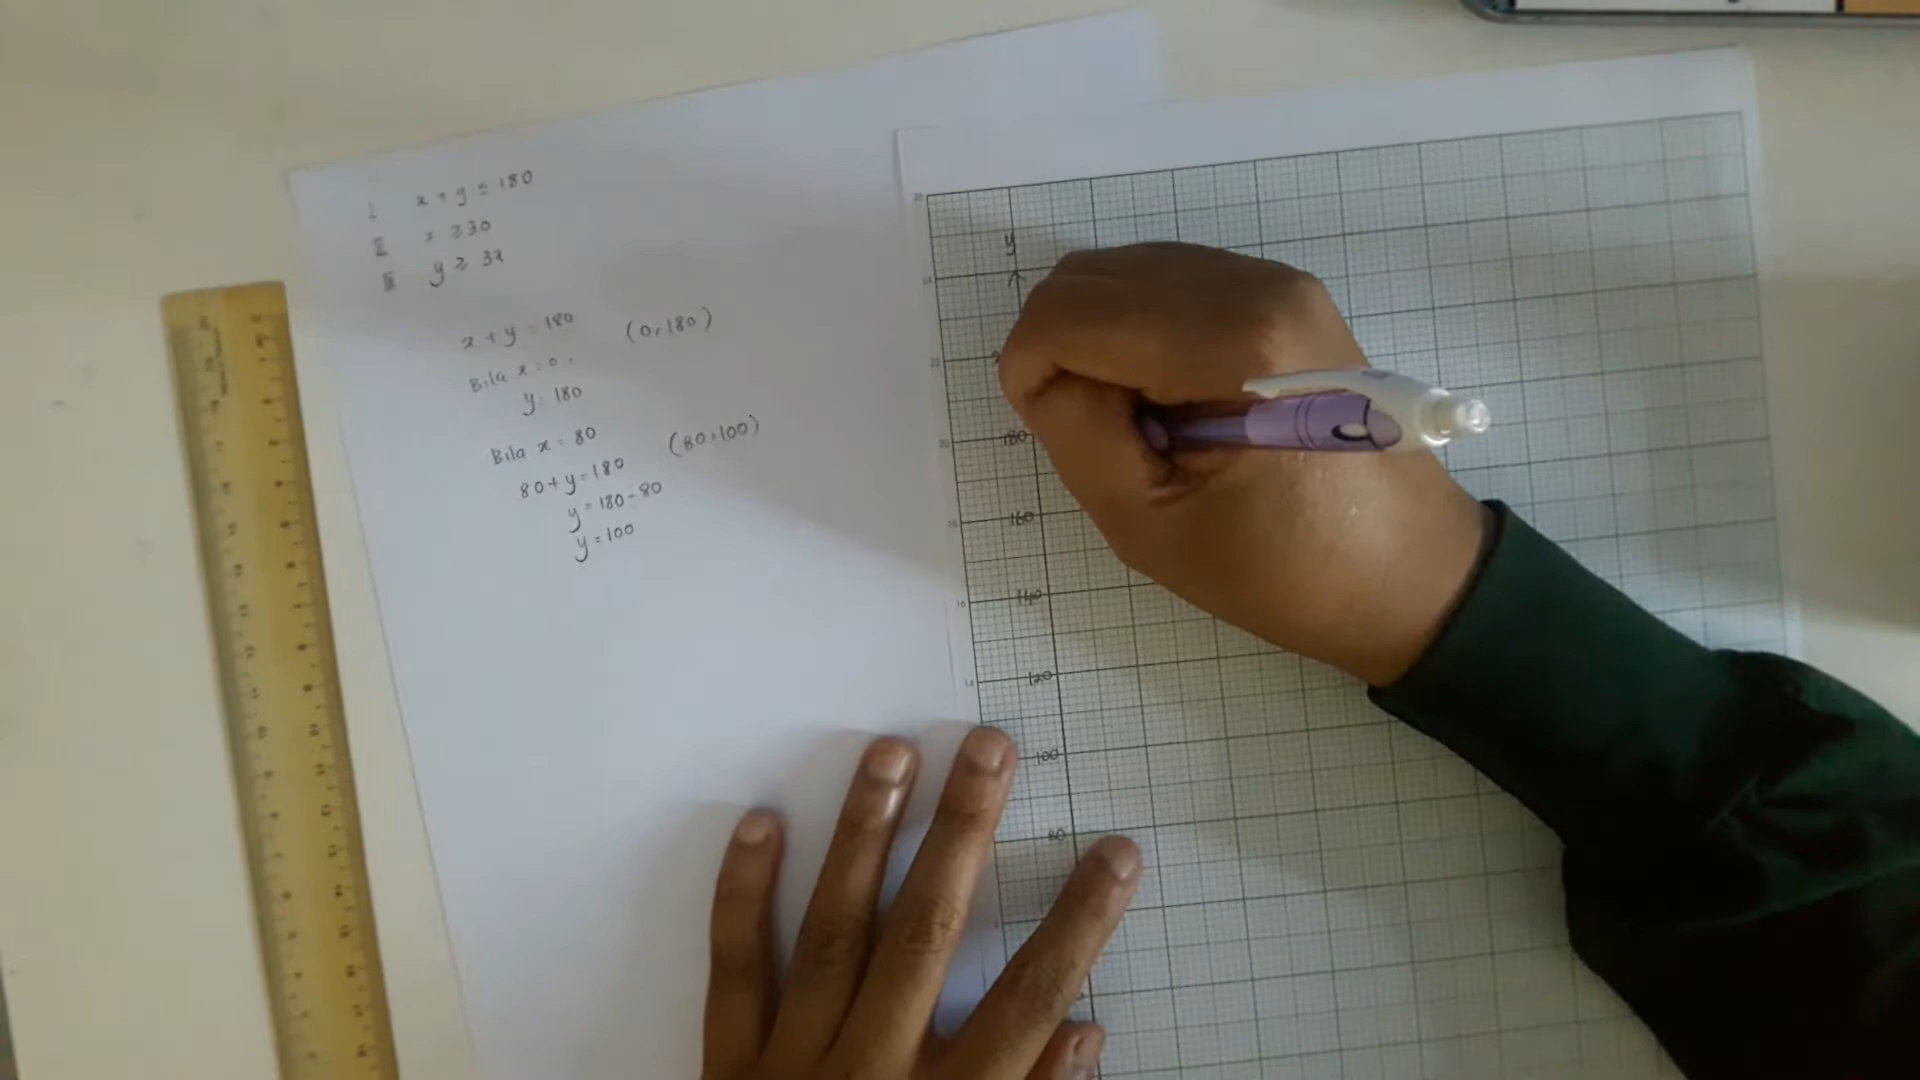 I x + y ≤ 180
II x ≥ 30
III y ≥ 3x
x + y = 180 (0, 180)
Bila x = 0,
y = 180
Bila x = 80 (80, 100)
80 + y = 180
y = 180 - 80
y = 100
y
180
160
140
120
100
80